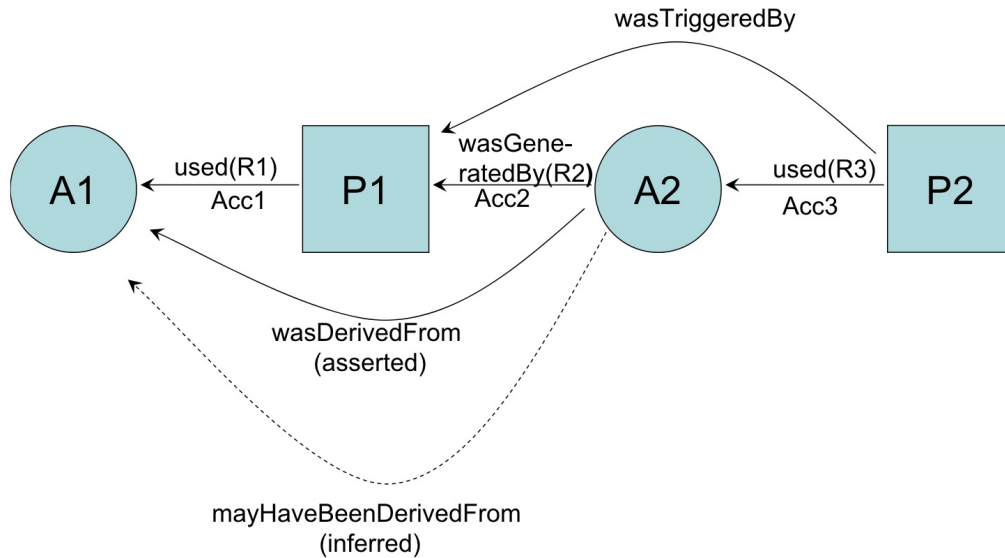 wasTriggeredBy
A1
used(R1)
Acc1
P1
wasGene-
ratedBy(R2)
Acc2
A2
used(R3)
Acc3
P2
wasDerivedFrom
(asserted)
mayHaveBeenDerivedFrom
(inferred)